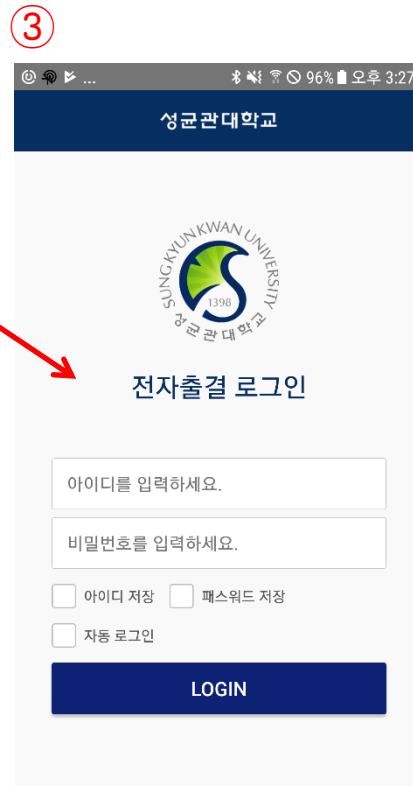 ③
... 96% 오후 3:27
성균관대학교
SUNGKYUNKWAN UNIVERSITY
1398
성균관대학교
전자출결 로그인
아이디를 입력하세요.
비밀번호를 입력하세요.
아이디 저장 패스워드 저장
자동 로그인
LOGIN